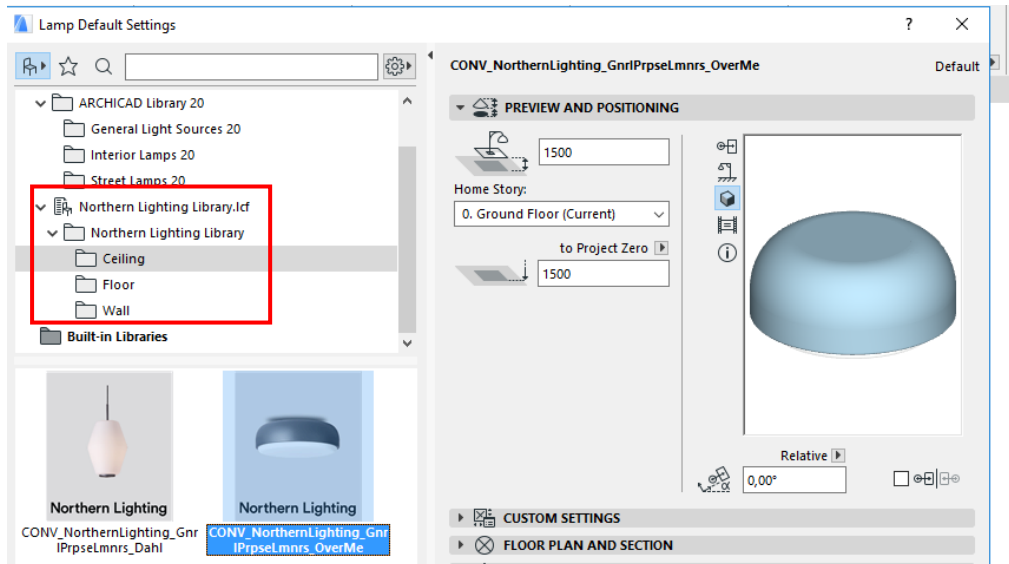 Lamp Default Settings
?
CONV_NorthernLighting_GnrlPrpseLmnrs_OverMe
Default
ARCHICAD Library 20
General Light Sources 20
Interior Lamps 20
Street Lamps 20
Northern Lighting Library.lcf
Northern Lighting Library
Ceiling
Floor
Wall
Built-in Libraries
Northern Lighting
CONV_NorthernLighting_Gnr
lPrpseLmnrs_Dahl
Northern Lighting
CONV_NorthernLighting_Gnr
lPrpseLmnrs_OverMe
PREVIEW AND POSITIONING
1500
Home Story:
0. Ground Floor (Current)
to Project Zero
1500
Relative
α
0,00°
CUSTOM SETTINGS
FLOOR PLAN AND SECTION